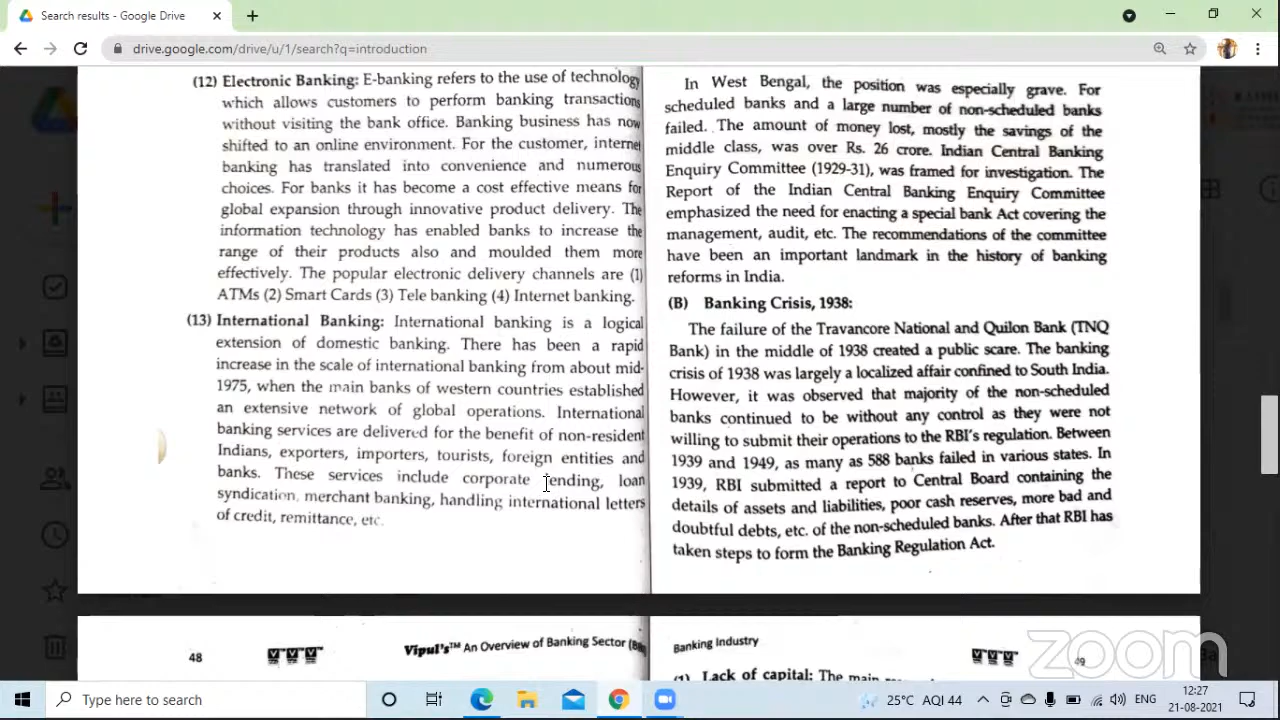 Search results - Google Drive
drive.google.com/drive/u/1/search?q=introduction
(12) Electronic Banking: E-banking refers to the use of technology
which allows customers to perform banking transactions
without visiting the bank office. Banking business has now
shifted to an online environment. For the customer, internet
banking has translated into convenience and numerous
choices. For banks it has become a cost effective means for
global expansion through innovative product delivery. The
information technology has enabled banks to increase the
range of their products also and moulded them more
effectively. The popular electronic delivery channels are (1)
ATMs (2) Smart Cards (3) Tele banking (4) Internet banking.
(13) International Banking: International banking is a logical
extension of domestic banking. There has been a rapid
increase in the scale of international banking from about mid-
1975, when the main banks of western countries established
an extensive network of global operations. International
banking services are delivered for the benefit of non-resident
Indians, exporters, importers, tourists, foreign entities and
banks. These services include corporate lending, loan
syndication, merchant banking, handling international letters
of credit, remittance, etc.
In West Bengal, the position was especially grave. For
scheduled banks and a large number of non-scheduled banks
failed. The amount of money lost, mostly the savings of the
middle class, was over Rs. 26 crore. Indian Central Banking
Enquiry Committee (1929-31), was framed for investigation. The
Report of the Indian Central Banking Enquiry Committee
emphasized the need for enacting a special bank Act covering the
management, audit, etc. The recommendations of the committee
have been an important landmark in the history of banking
reforms in India.
(B) Banking Crisis, 1938:
The failure of the Travancore National and Quilon Bank (TNQ
Bank) in the middle of 1938 created a public scare. The banking
crisis of 1938 was largely a localized affair confined to South India.
However, it was observed that majority of the non-scheduled
banks continued to be without any control as they were not
willing to submit their operations to the RBI's regulation. Between
1939 and 1949, as many as 588 banks failed in various states. In
1939, RBI submitted a report to Central Board containing the
details of assets and liabilities, poor cash reserves, more bad and
doubtful debts, etc. of the non-scheduled banks. After that RBI has
taken steps to form the Banking Regulation Act.
48 Vipul's™ An Overview of Banking Sector
Banking Industry 49
Lack of capital: The main
zoom
Type here to search
25°C AQI 44
ENG
12:27
21-08-2021